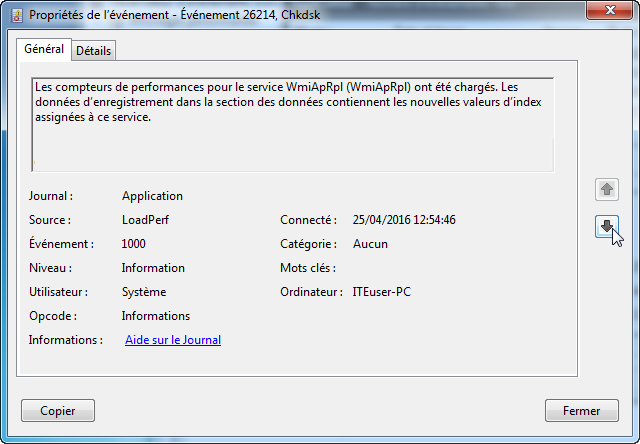 Propriétés de l'événement - Événement 26214, Chkdsk
Général Détails
Les compteurs de performances pour le service WmiApRpl (WmiApRpl) ont été chargés. Les
données d'enregistrement dans la section des données contiennent les nouvelles valeurs d'index
assignées à ce service.
Journal : Application
Source : LoadPerf Connecté : 25/04/2016 12:54:46
Événement : 1000 Catégorie : Aucun
Niveau : Information Mots clés :
Utilisateur : Système Ordinateur : ITEuser-PC
Opcode : Informations
Informations : Aide sur le Journal
Copier Fermer